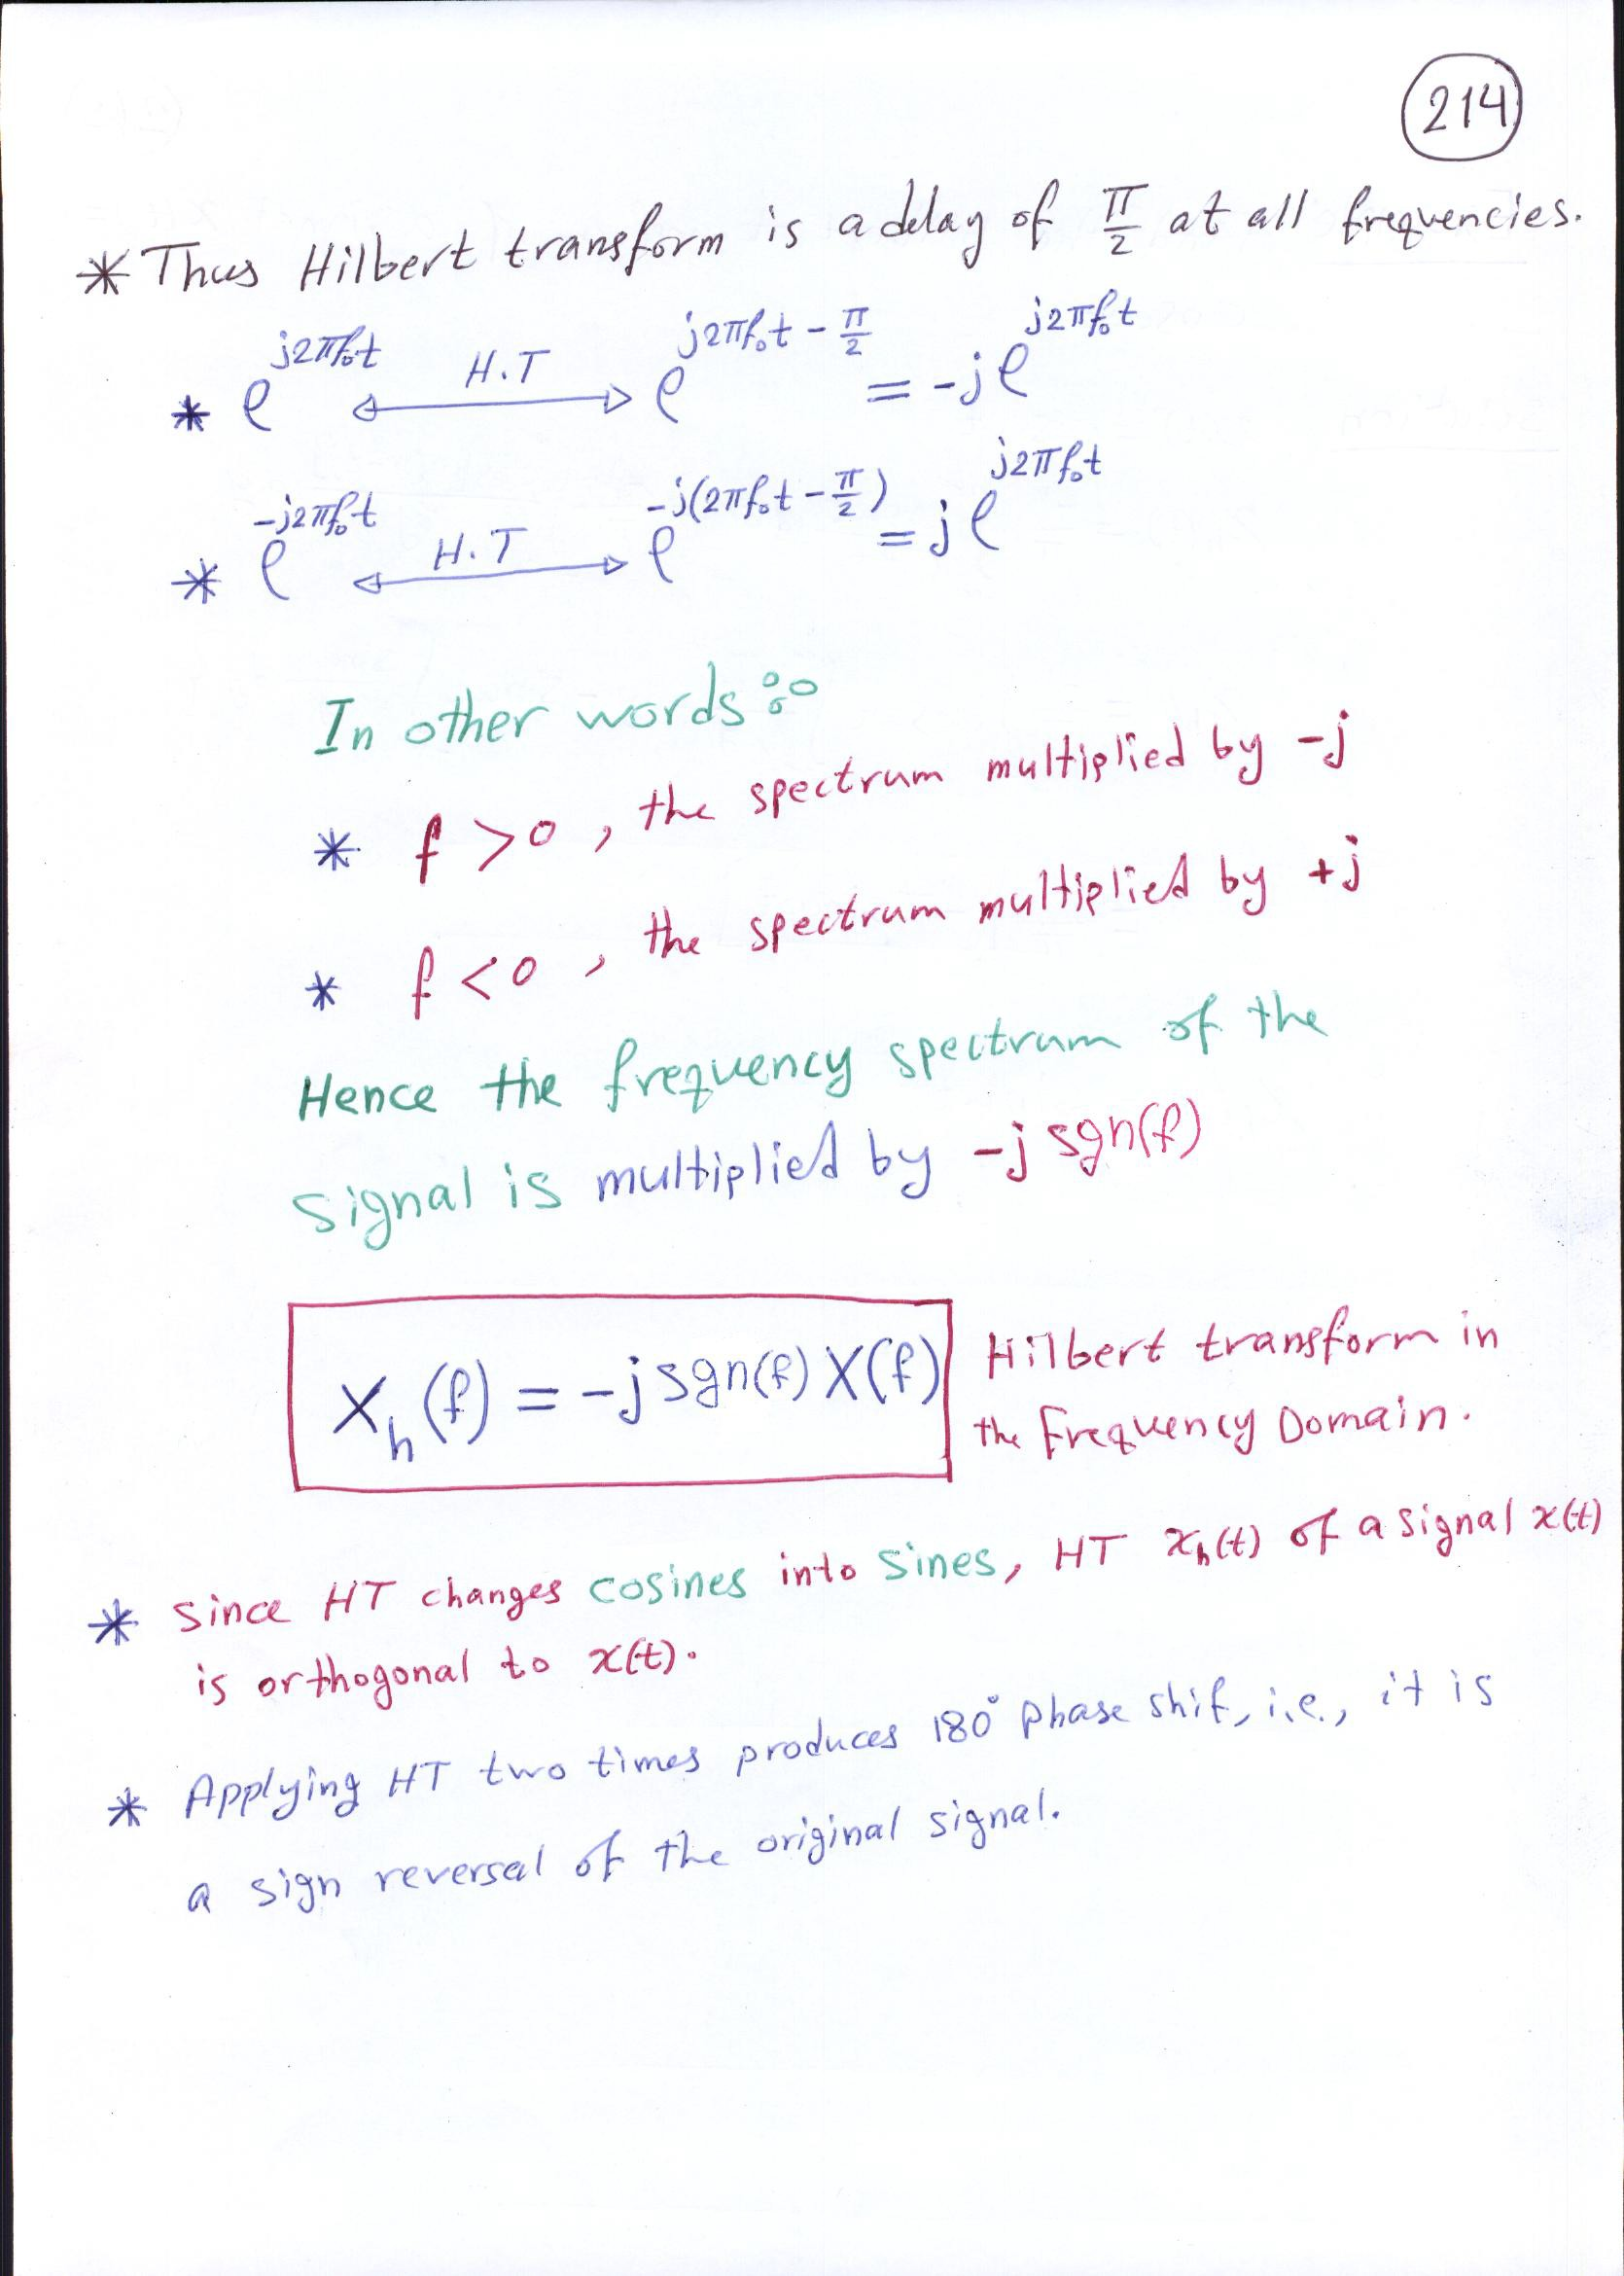 214
* Thus Hilbert transform is a delay of π/2 at all frequencies.
* e^{j2πf₀t} <—H.T—> e^{j2πf₀t - π/2} = -je^{j2πf₀t}
* e^{-j2πf₀t} <—H.T—> e^{-j(2πf₀t - π/2)} = je^{j2πf₀t}
In other words:
* f > 0, the spectrum multiplied by -j
* f < 0, the spectrum multiplied by +j
Hence the frequency spectrum of the
signal is multiplied by -j sgn(f)
X_h(f) = -j sgn(f) X(f)
Hilbert transform in
the Frequency Domain.
* Since HT changes cosines into sines, HT x_h(t) of a signal x(t)
is orthogonal to x(t).
* Applying HT two times produces 180° phase shif, i.e., it is
a sign reversal of the original signal.